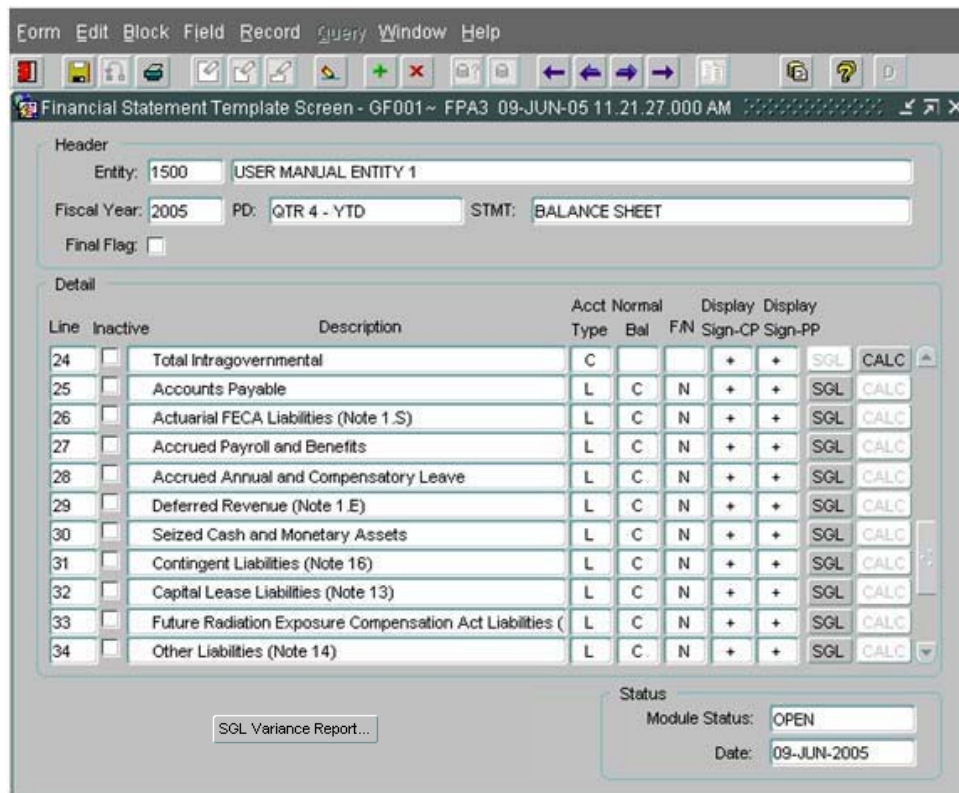 Form Edit Block Field Record Query Window Help
Financial Statement Template Screen - GF001~ FPA3 09-JUN-05 11.21.27.000 AM
Header
Entity: 1500 USER MANUAL ENTITY 1
Fiscal Year: 2005 PD: QTR 4 - YTD STMT: BALANCE SHEET
Final Flag:
Detail
Acct Normal Display Display
Line Inactive Description Type Bal F/N Sign-CP Sign-PP
24 Total Intragovernmental C + + SGL CALC
25 Accounts Payable L C N + + SGL CALC
26 Actuarial FECA Liabilities (Note 1.S) L C N + + SGL CALC
27 Accrued Payroll and Benefits L C N + + SGL CALC
28 Accrued Annual and Compensatory Leave L C N + + SGL CALC
29 Deferred Revenue (Note 1.E) L C N + + SGL CALC
30 Seized Cash and Monetary Assets L C N + + SGL CALC
31 Contingent Liabilities (Note 16) L C N + + SGL CALC
32 Capital Lease Liabilities (Note 13) L C N + + SGL CALC
33 Future Radiation Exposure Compensation Act Liabilities ( L C N + + SGL CALC
34 Other Liabilities (Note 14) L C N + + SGL CALC
Status
SGL Variance Report... Module Status: OPEN
Date: 09-JUN-2005